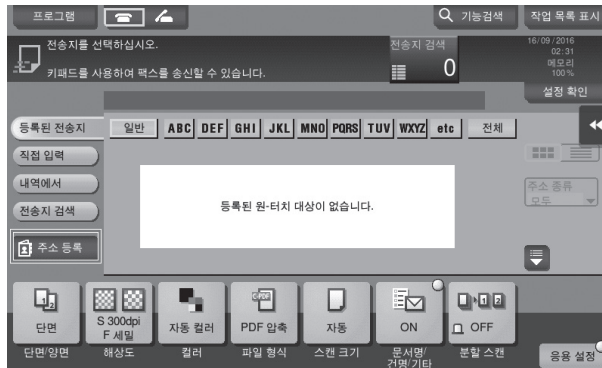 프로그램
기능검색
작업 목록 표시
전송지를 선택하십시오.
키패드를 사용하여 팩스를 송신할 수 있습니다.
전송지 검색
0
16/09/2016
02:31
메모리
100%
설정 확인
등록된 전송지
일반 ABC DEF GHI JKL MNO PQRS TUV WXYZ etc 전체
직접 입력
내역에서
전송지 검색
주소 등록
등록된 원-터치 대상이 없습니다.
주소 종류
모두
단면
S 300dpi
F 세밀
자동 컬러
PDF 압축
자동
ON
OFF
단면/양면
해상도
컬러
파일 형식
스캔 크기
문서명/
건명/기타
분할 스캔
응용 설정